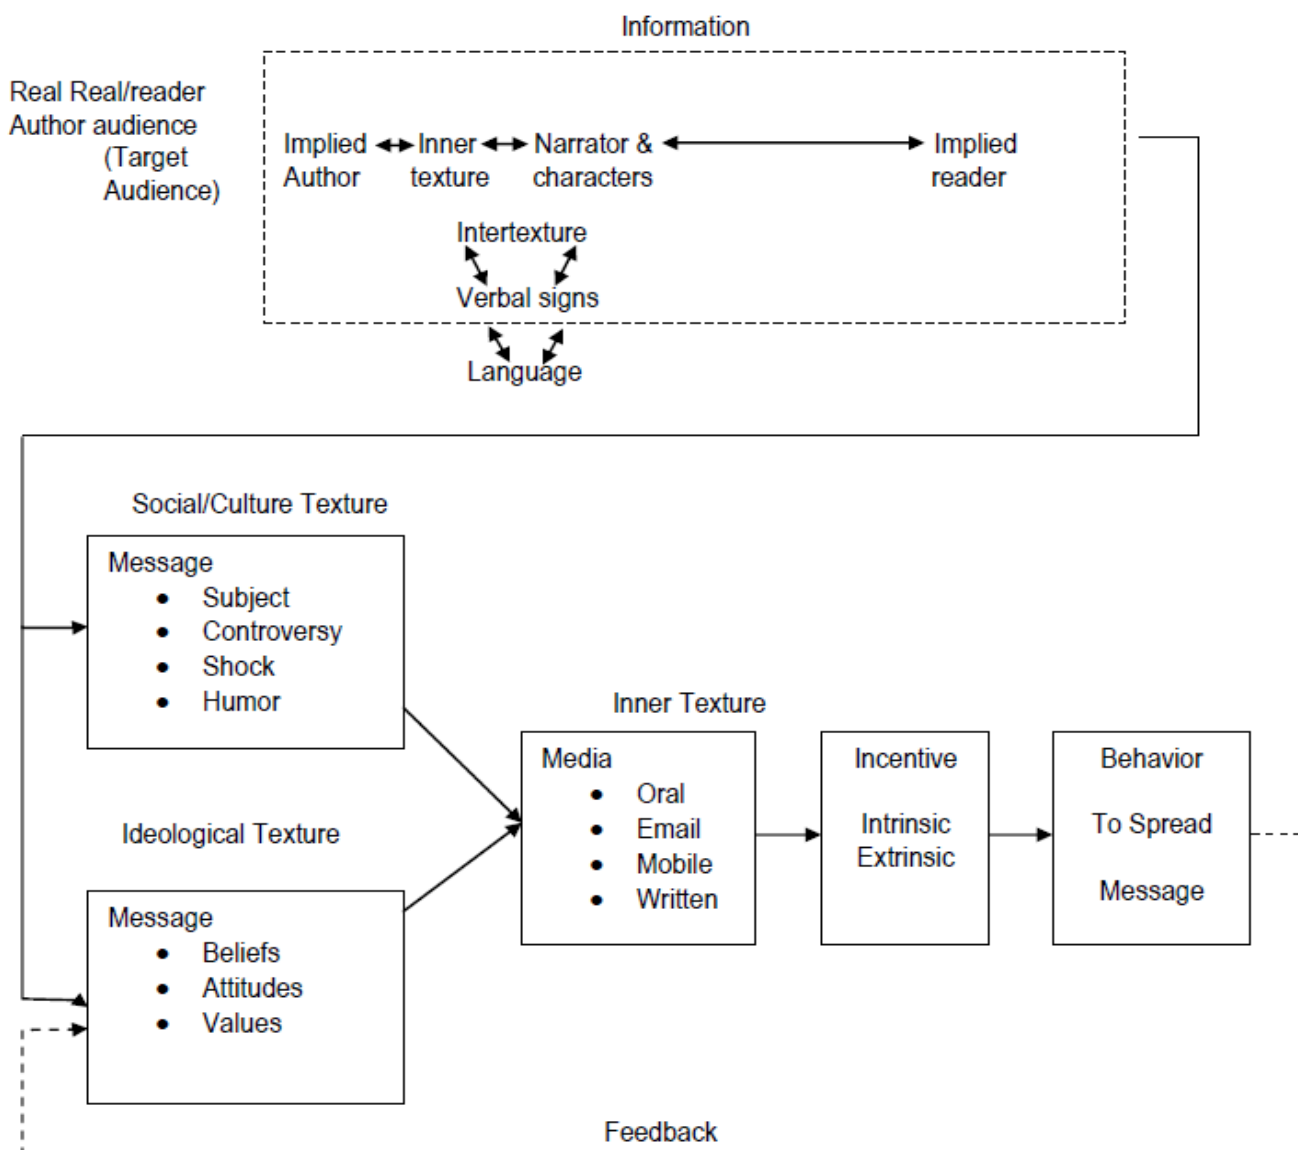 Information
Real Real/reader
Author audience
(Target
Audience)
Implied Inner Narrator & Implied
Author texture characters reader
Intertexture
Verbal signs
Language
Social/Culture Texture
Message
• Subject
• Controversy
• Shock
• Humor
Ideological Texture
Message
• Beliefs
• Attitudes
• Values
Inner Texture
Media
• Oral
• Email
• Mobile
• Written
Incentive
Intrinsic
Extrinsic
Behavior
To Spread
Message
Feedback